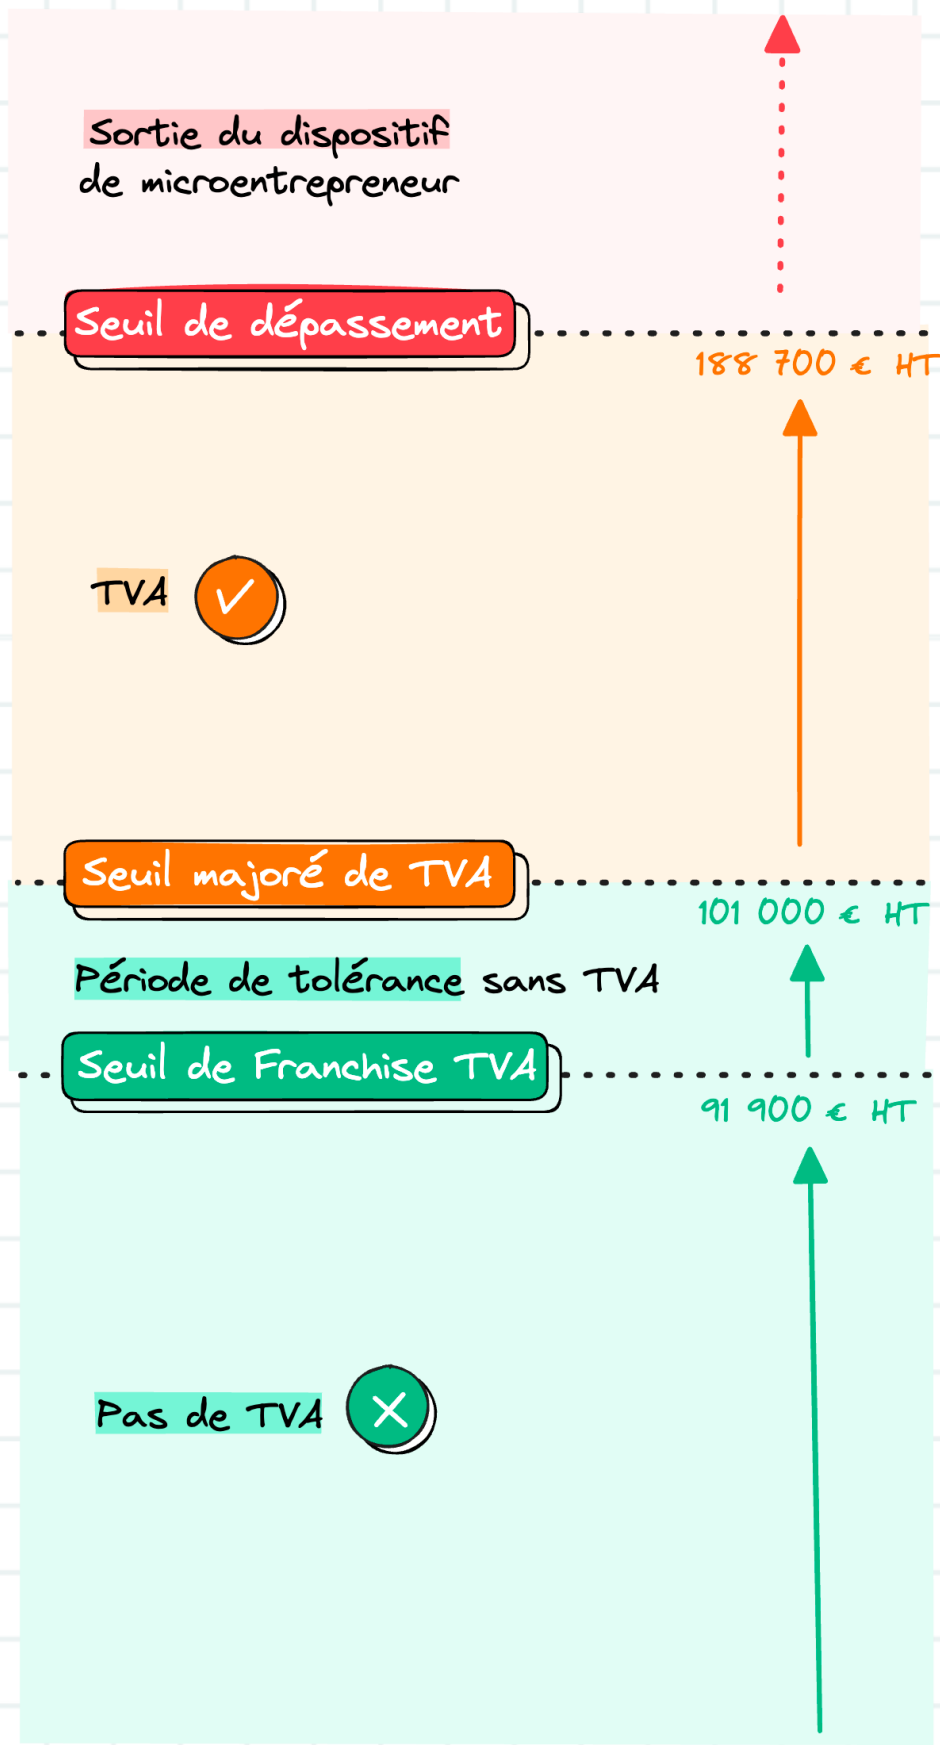 Sortie du dispositif
de microentrepreneur
Seuil de dépassement
188 700 € HT
TVA
Seuil majoré de TVA
101 000 € HT
Période de tolérance sans TVA
Seuil de Franchise TVA
91 900 € HT
Pas de TVA